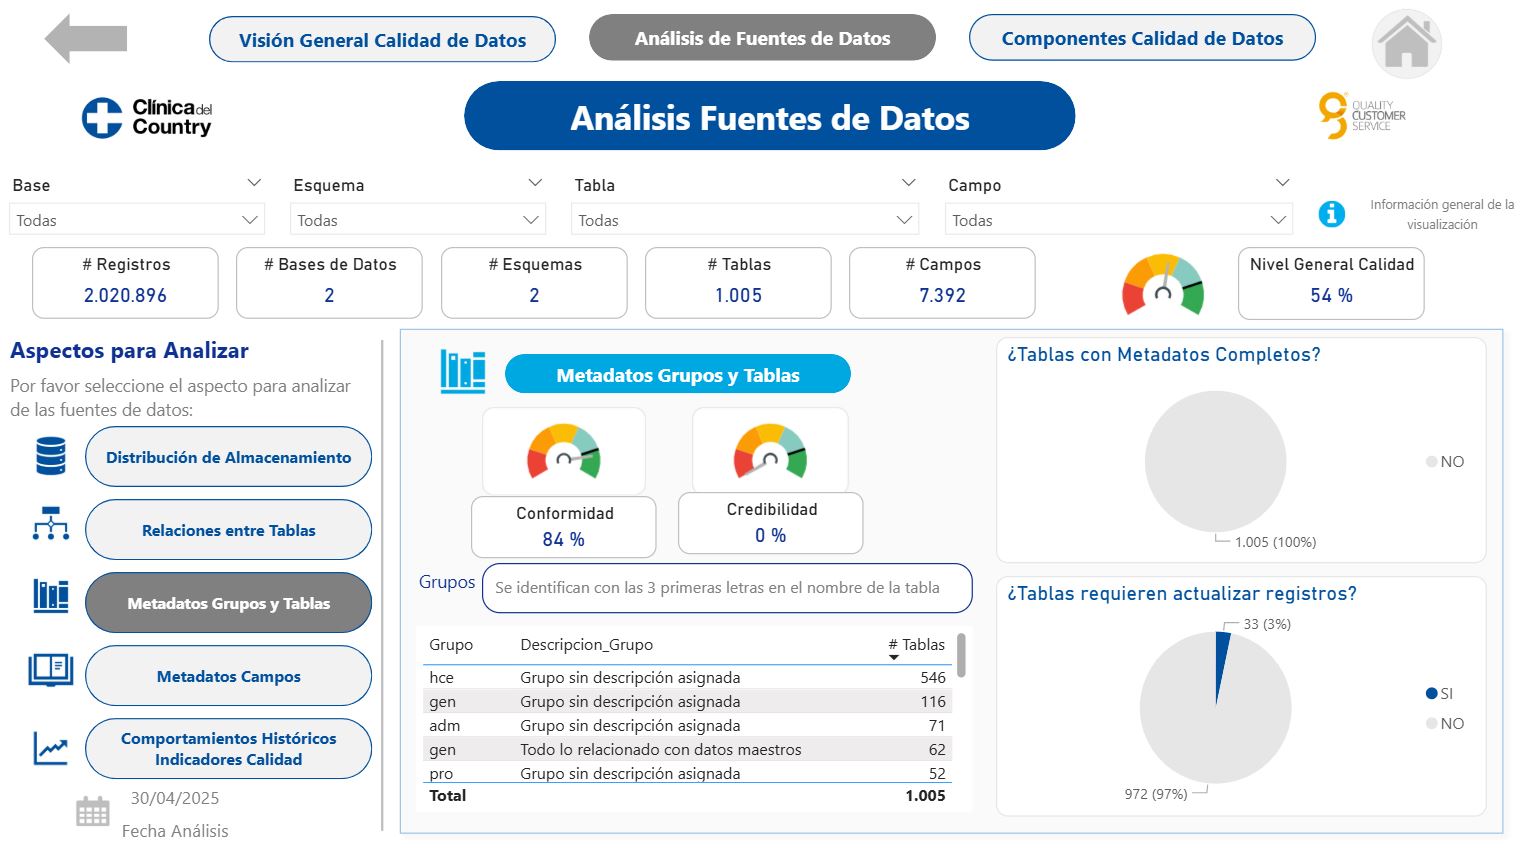 Visión General Calidad de Datos
Análisis de Fuentes de Datos
Componentes Calidad de Datos
Clínica del
Country
Análisis Fuentes de Datos
QUALITY
CUSTOMER
SERVICE
Base
Esquema
Tabla
Campo
Todas
Todas
Todas
Todas
Información general de la
visualización
# Registros
2.020.896
# Bases de Datos
2
# Esquemas
2
# Tablas
1.005
# Campos
7.392
Nivel General Calidad
54 %
Aspectos para Analizar
Por favor seleccione el aspecto para analizar
de las fuentes de datos:
Distribución de Almacenamiento
Relaciones entre Tablas
Metadatos Grupos y Tablas
Metadatos Campos
Comportamientos Históricos
Indicadores Calidad
30/04/2025
Fecha Análisis
Metadatos Grupos y Tablas
Conformidad
84 %
Credibilidad
0 %
Grupos
Se identifican con las 3 primeras letras en el nombre de la tabla
Grupo Descripcion_Grupo # Tablas
hce Grupo sin descripción asignada 546
gen Grupo sin descripción asignada 116
adm Grupo sin descripción asignada 71
gen Todo lo relacionado con datos maestros 62
pro Grupo sin descripción asignada 52
Total 1.005
¿Tablas con Metadatos Completos?
NO
1.005 (100%)
¿Tablas requieren actualizar registros?
33 (3%)
SI
NO
972 (97%)